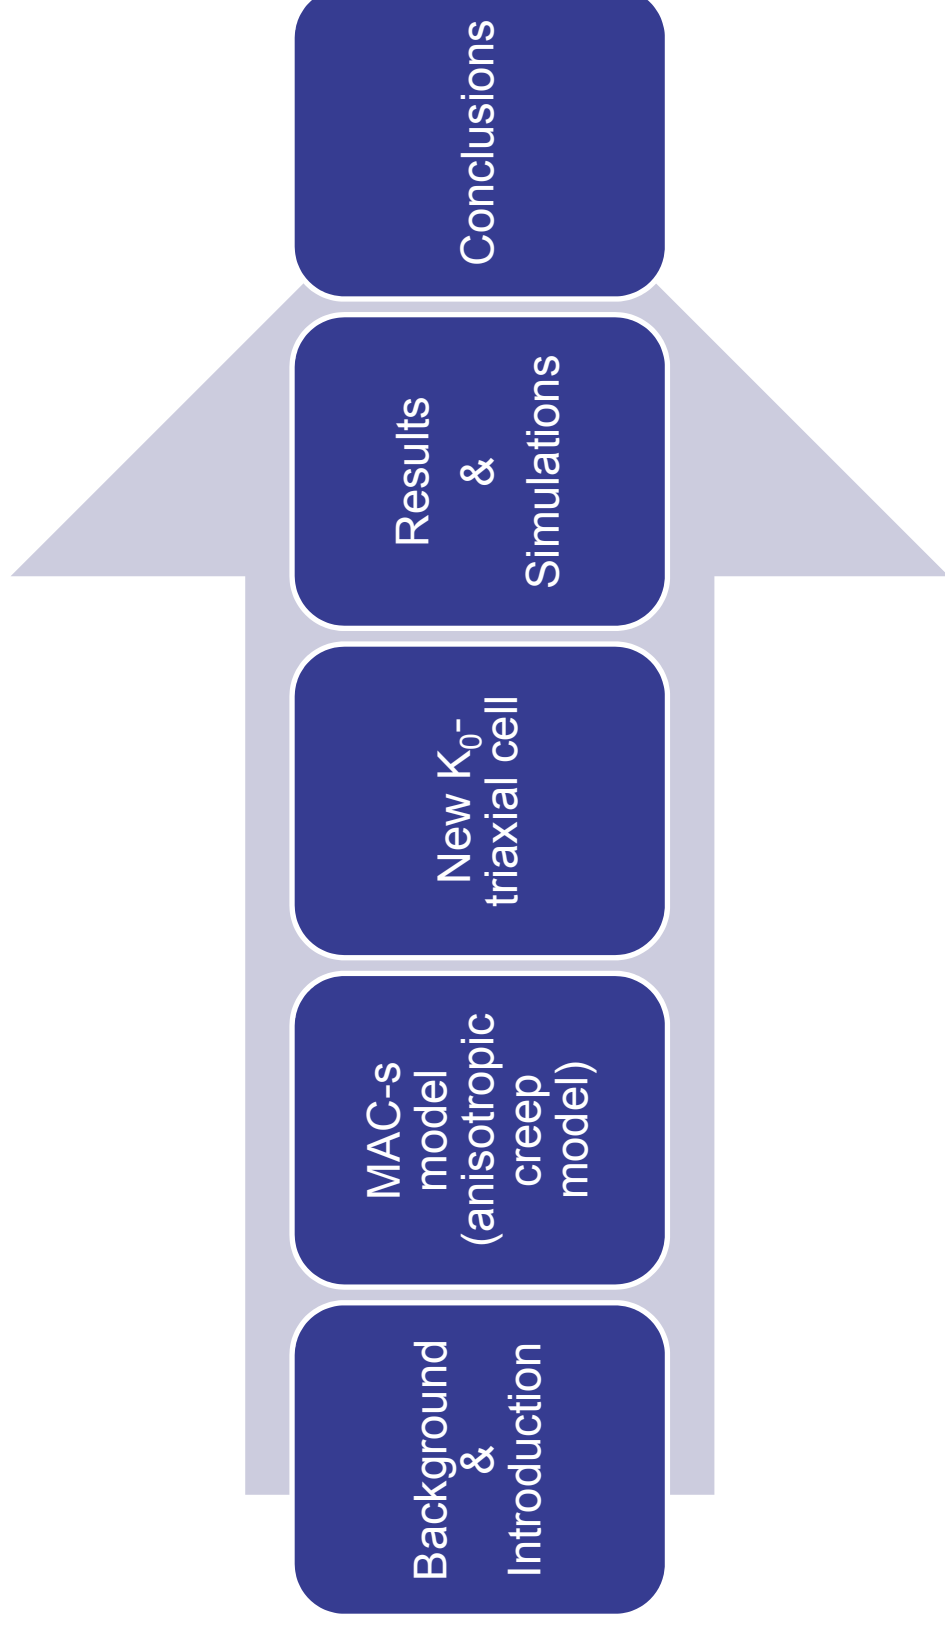 Background
&
Introduction
MAC-s
model
(anisotropic
creep
model)
New K₀-
triaxial cell
Results
&
Simulations
Conclusions